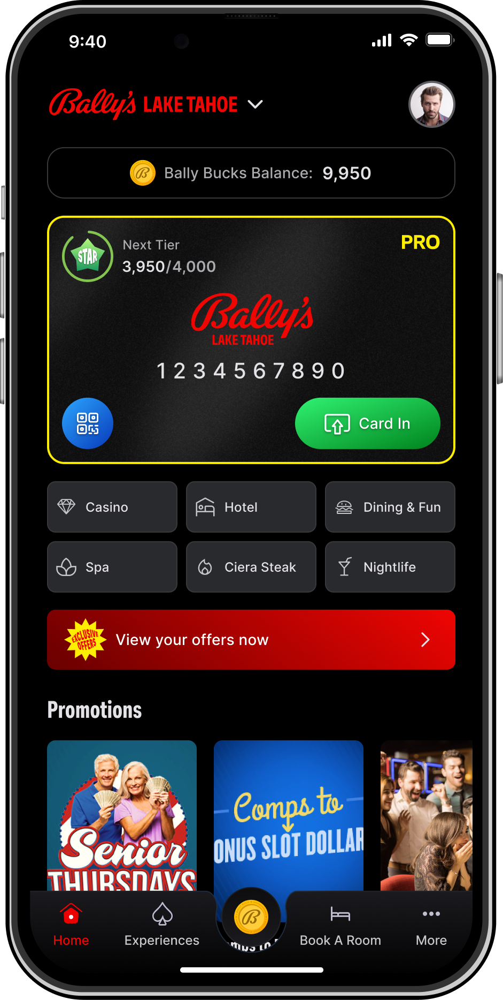 9:40
Bally's LAKE TAHOE
B Bally Bucks Balance: 9,950
STAR
Next Tier
3,950/4,000
PRO
Bally's
LAKE TAHOE
1 2 3 4 5 6 7 8 9 0
Card In
Casino
Hotel
Dining & Fun
Spa
Ciera Steak
Nightlife
EXCLUSIVE
OFFERS
View your offers now
Promotions
Senior
THURSDAYS
Comps to
ONUS SLOT DOLLAR
B
Home
Experiences
Book A Room
More